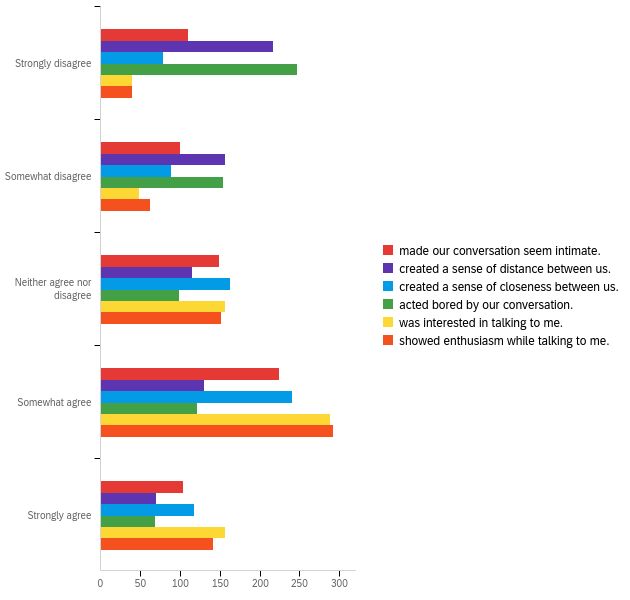 Strongly disagree
Somewhat disagree
Neither agree nor
disagree
Somewhat agree
Strongly agree
0 50 100 150 200 250 300
made our conversation seem intimate.
created a sense of distance between us.
created a sense of closeness between us.
acted bored by our conversation.
was interested in talking to me.
showed enthusiasm while talking to me.